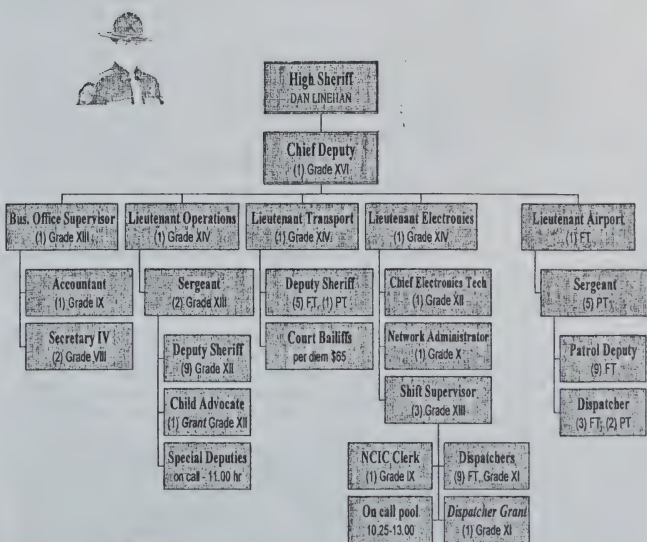 High Sheriff
DAN LINEHAN
Chief Deputy
(1) Grade XVI
Bus. Office Supervisor
(1) Grade XIII
Lieutenant Operations
(1) Grade XIV
Lieutenant Transport
(1) Grade XIV
Lieutenant Electronics
(1) Grade XIV
Lieutenant Airport
(1) FT
Accountant
(1) Grade IX
Secretary IV
(2) Grade VIII
Sergeant
(2) Grade XIII
Deputy Sheriff
(9) Grade XII
Child Advocate
(1) Grant Grade XII
Special Deputies
on call - 11.00 hr
Deputy Sheriff
(5) FT, (1) PT
Court Bailiffs
per diem $65
Chief Electronics Tech
(1) Grade XII
Network Administrator
(1) Grade X
Shift Supervisor
(3) Grade XIII
NCIC Clerk
(1) Grade IX
Dispatchers
(9) FT, Grade XI
On call pool
10.25-13.00
Dispatcher Grant
(1) Grade XI
Sergeant
(5) PT
Patrol Deputy
(9) FT
Dispatcher
(3) FT, (2) PT